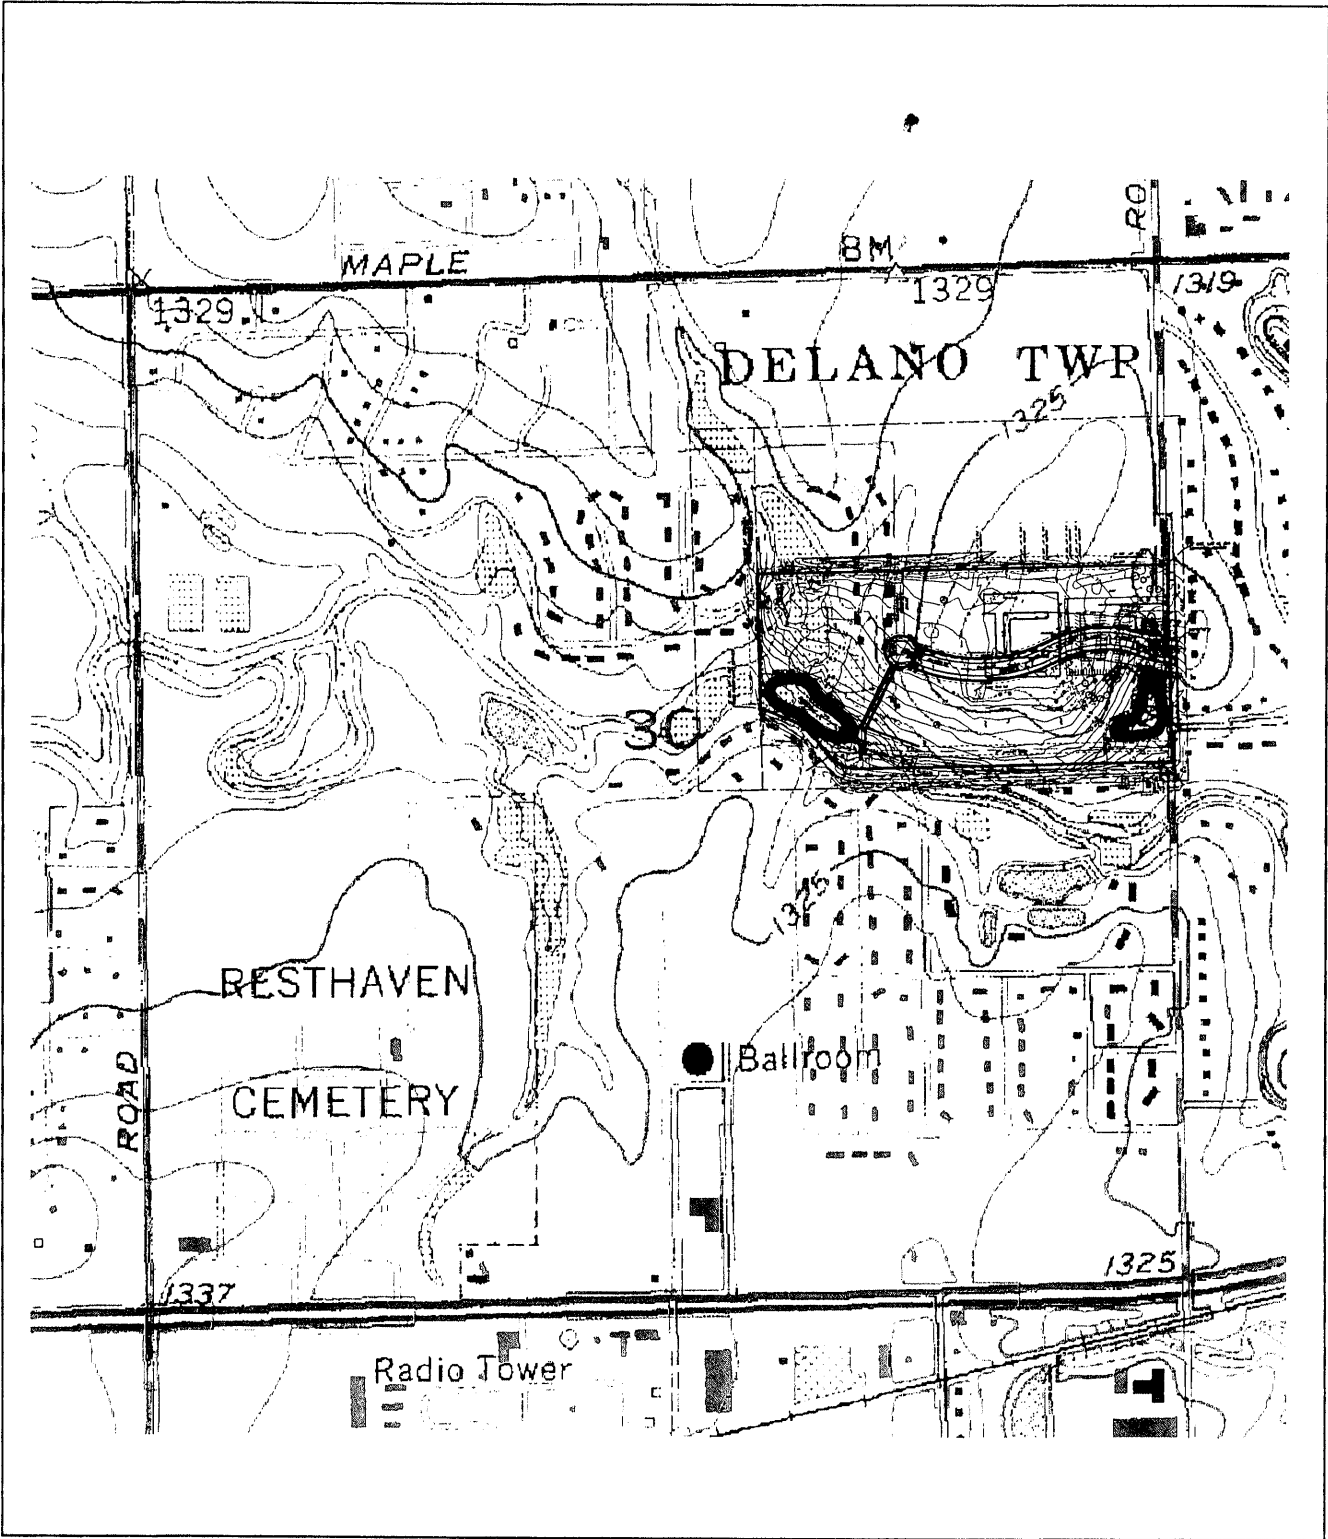 RO
MAPLE
BM
1319
1329
1329
DELANO TWP
1325
30
1325
RESTHAVEN
Ballroom
CEMETERY
ROAD
1325
1337
Radio Tower